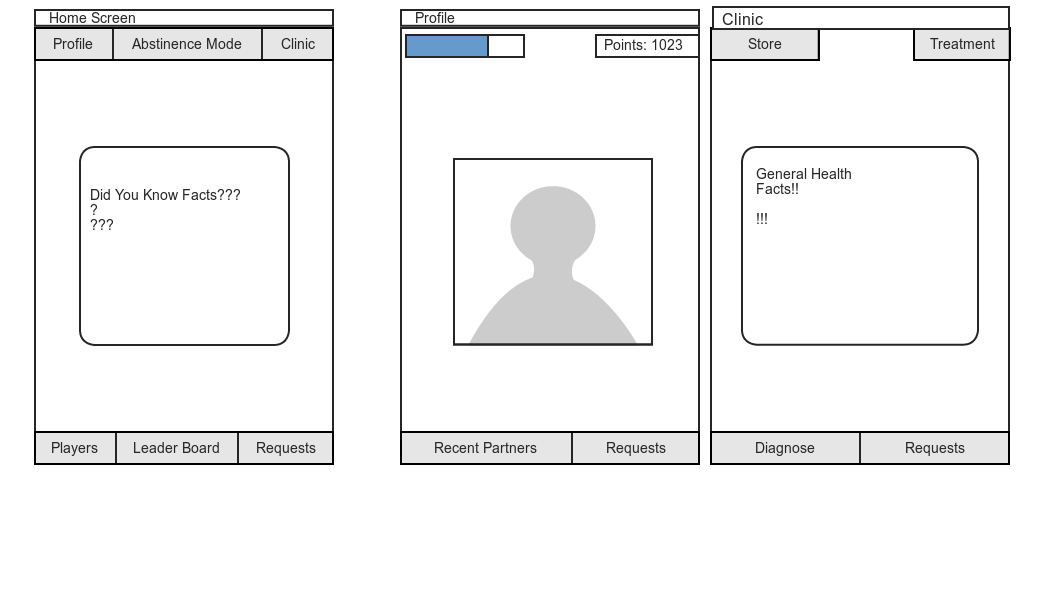 Home Screen
Profile
Abstinence Mode
Clinic
Did You Know Facts???
?
???
Players
Leader Board
Requests
Profile
Points: 1023
Recent Partners
Requests
Clinic
Store
Treatment
General Health
Facts!!
!!!
Diagnose
Requests